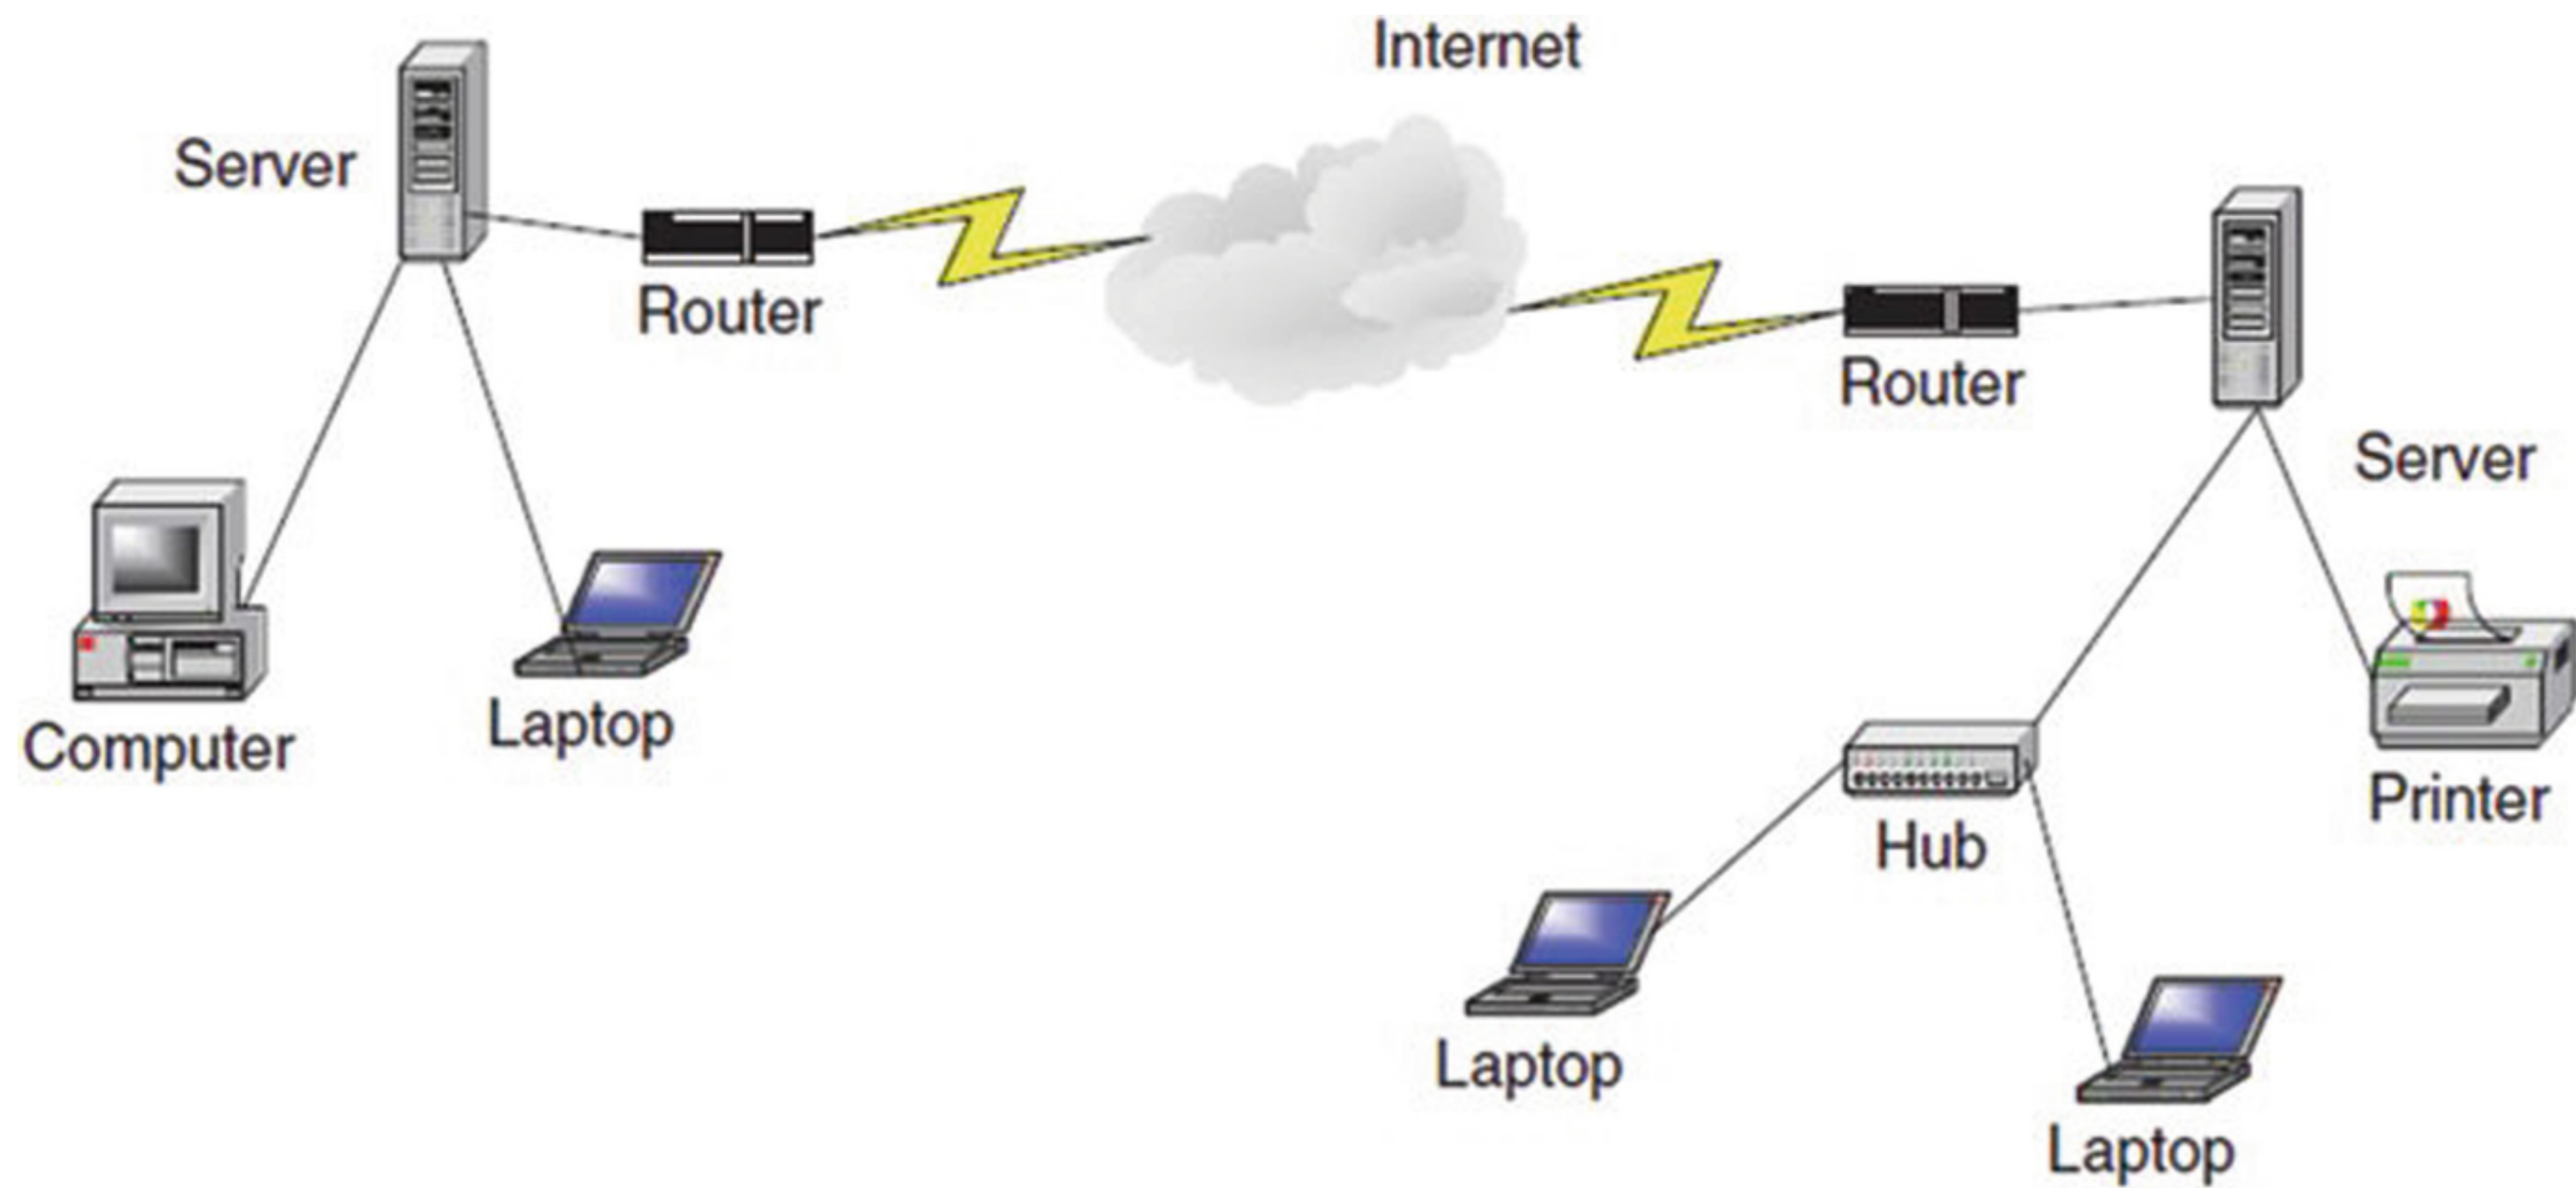 Internet
Server
Router
Router
Server
Computer
Laptop
Printer
Hub
Laptop
Laptop